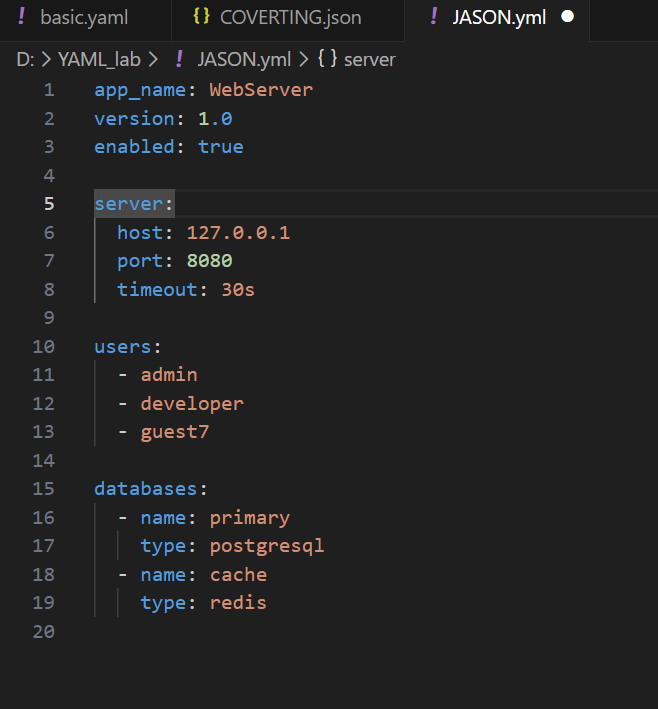 ! basic.yaml {} COVERTING.json ! JASON.yml ●
D: > YAML_lab > ! JASON.yml > {} server
1 app_name: WebServer
2 version: 1.0
3 enabled: true
4
5 server:
6   host: 127.0.0.1
7   port: 8080
8   timeout: 30s
9
10 users:
11   - admin
12   - developer
13   - guest7
14
15 databases:
16   - name: primary
17     type: postgresql
18   - name: cache
19     type: redis
20